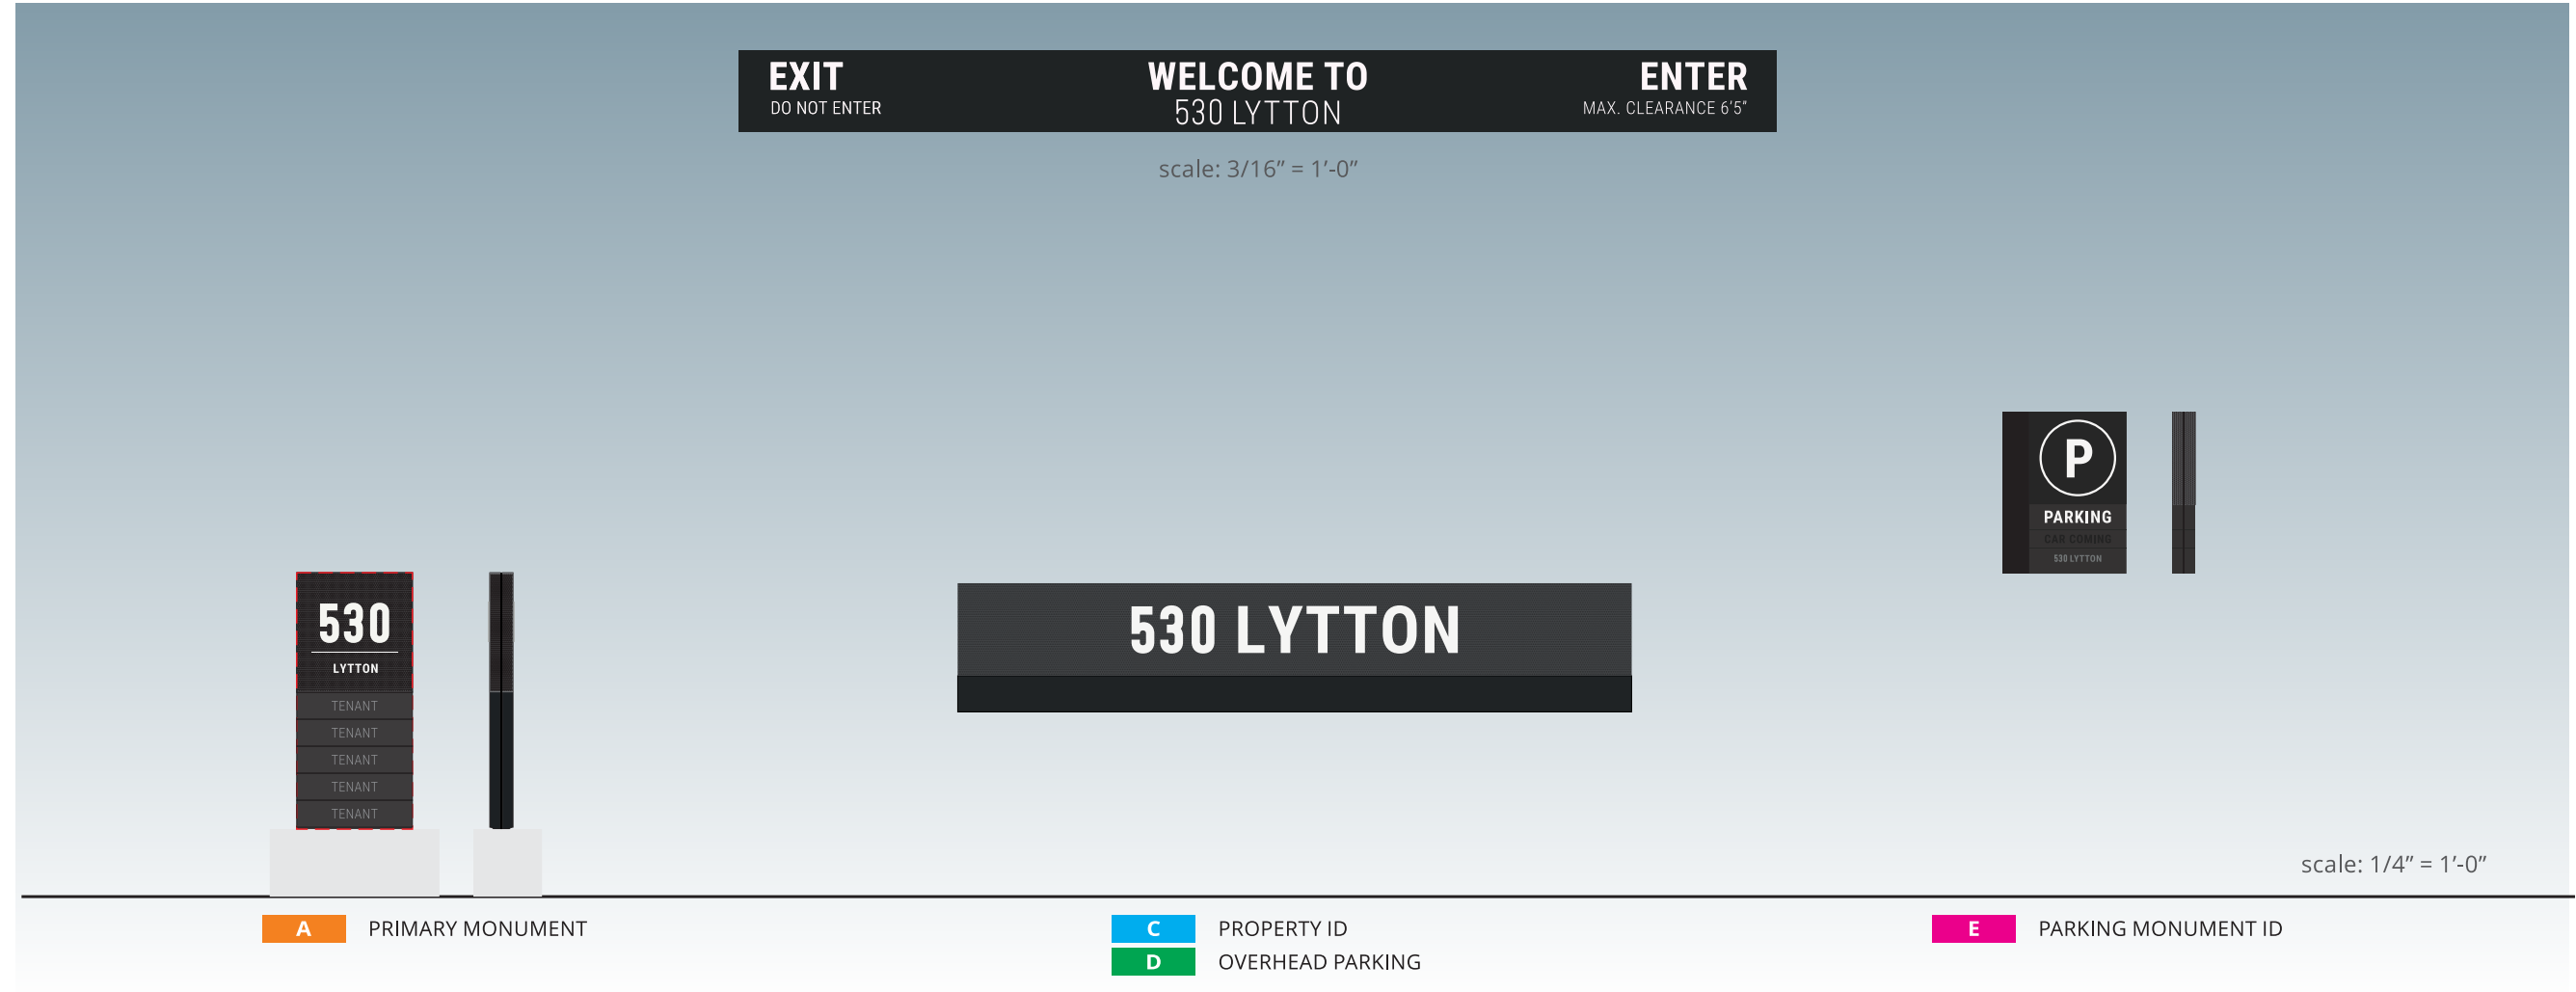 EXIT
DO NOT ENTER
WELCOME TO
530 LYTTON
ENTER
MAX. CLEARANCE 6'5"
scale: 3/16” = 1’-0”
P
PARKING
CAR COMING
530 LYTTON
530
LYTTON
TENANT
TENANT
TENANT
TENANT
TENANT
530 LYTTON
scale: 1/4” = 1’-0”
A PRIMARY MONUMENT
C PROPERTY ID
D OVERHEAD PARKING
E PARKING MONUMENT ID